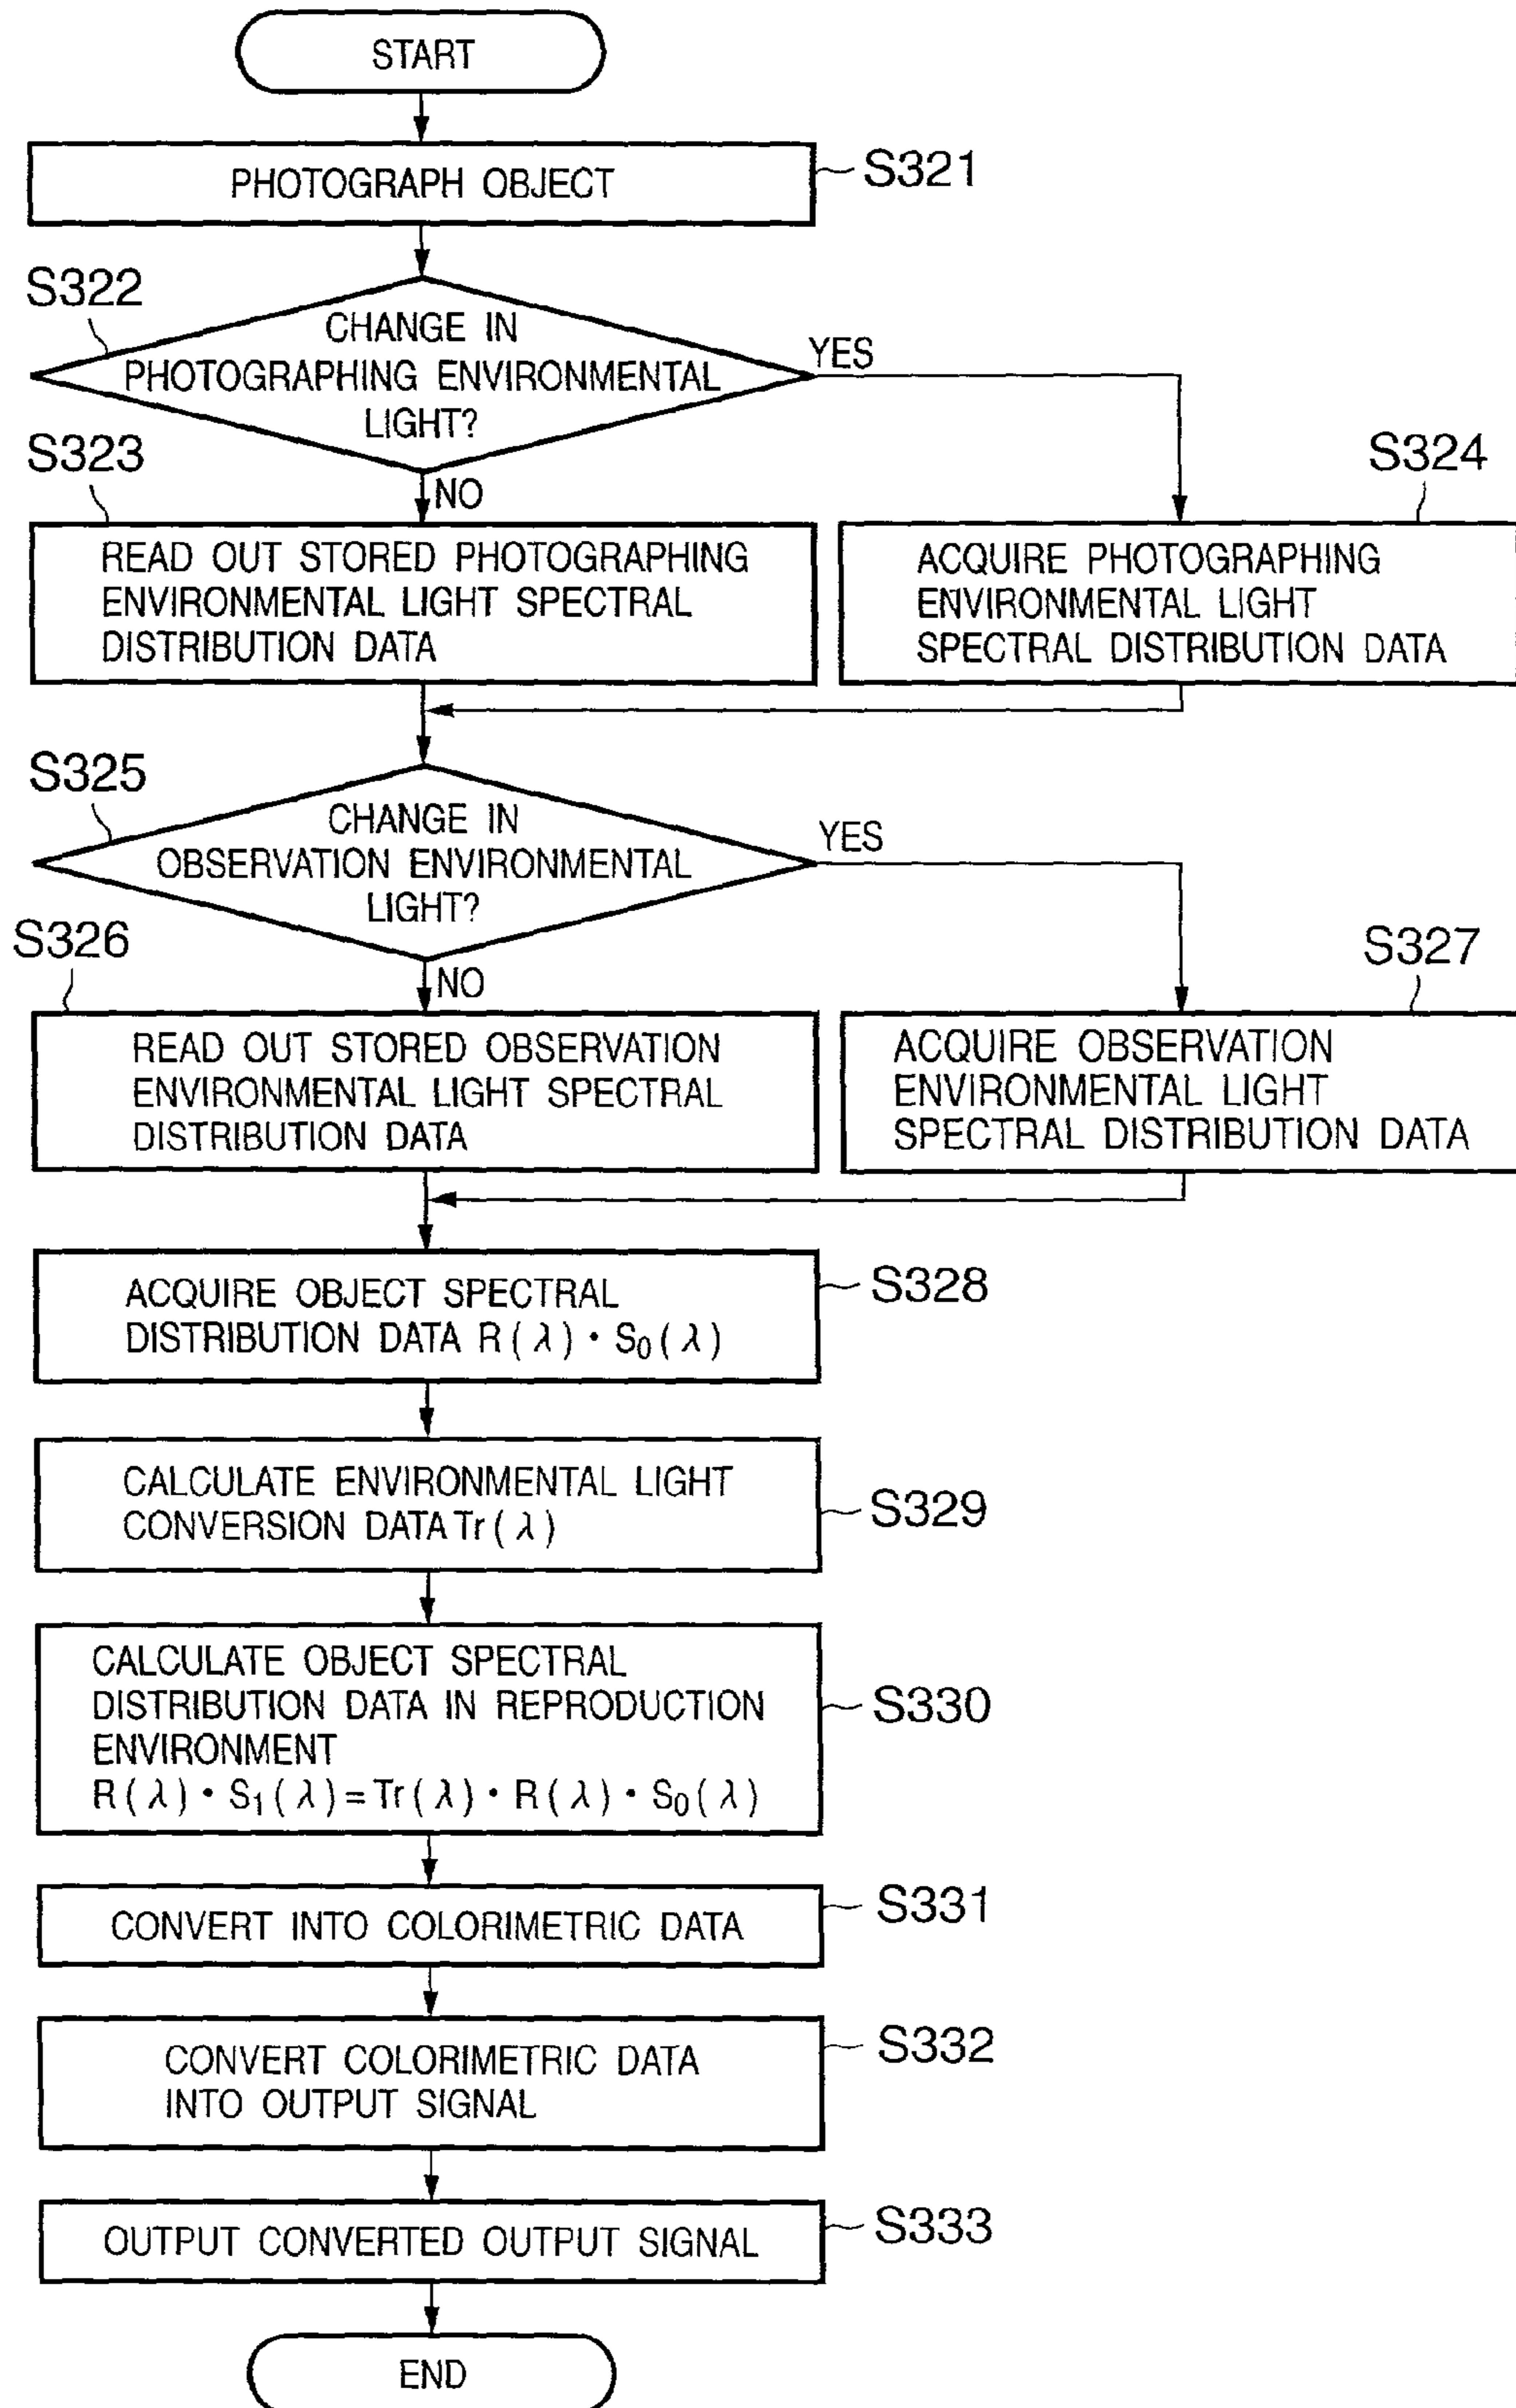 START
PHOTOGRAPH OBJECT
S321
S322
CHANGE IN
PHOTOGRAPHING ENVIRONMENTAL
LIGHT?
YES
NO
S323
READ OUT STORED PHOTOGRAPHING
ENVIRONMENTAL LIGHT SPECTRAL
DISTRIBUTION DATA
S324
ACQUIRE PHOTOGRAPHING
ENVIRONMENTAL LIGHT
SPECTRAL DISTRIBUTION DATA
S325
CHANGE IN
OBSERVATION ENVIRONMENTAL
LIGHT?
YES
NO
S326
READ OUT STORED OBSERVATION
ENVIRONMENTAL LIGHT SPECTRAL
DISTRIBUTION DATA
S327
ACQUIRE OBSERVATION
ENVIRONMENTAL LIGHT
SPECTRAL DISTRIBUTION DATA
ACQUIRE OBJECT SPECTRAL
DISTRIBUTION DATA R(λ)・S₀(λ)
S328
CALCULATE ENVIRONMENTAL LIGHT
CONVERSION DATA Tr(λ)
S329
CALCULATE OBJECT SPECTRAL
DISTRIBUTION DATA IN REPRODUCTION
ENVIRONMENT
R(λ)・S₁(λ)=Tr(λ)・R(λ)・S₀(λ)
S330
CONVERT INTO COLORIMETRIC DATA
S331
CONVERT COLORIMETRIC DATA
INTO OUTPUT SIGNAL
S332
OUTPUT CONVERTED OUTPUT SIGNAL
S333
END